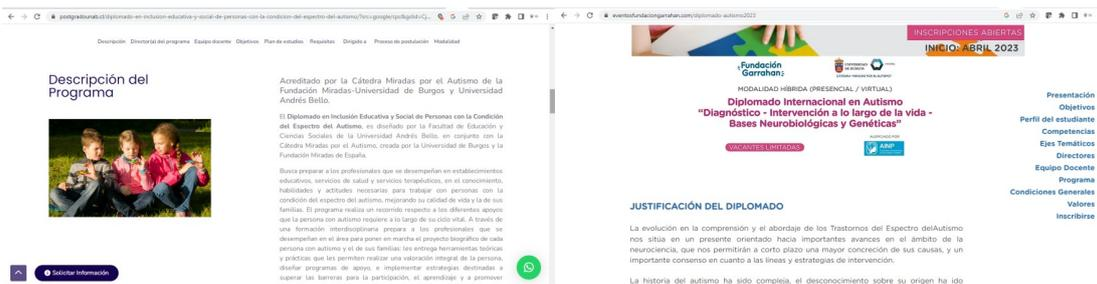 postgradounab.cl/diplomado-en-inclusion-educativa-y-social-de-personas-con-la-condicion-del-espectro-del-autismo/?src=google/cpc&gclid=Cj...
Descripción Director(a) del programa Equipo docente Objetivos Plan de estudios Requisitos Dirigido a Proceso de postulación Modalidad
Descripción del
Programa
Acreditado por la Cátedra Miradas por el Autismo de la
Fundación Miradas-Universidad de Burgos y Universidad
Andrés Bello.
El Diplomado en Inclusión Educativa y Social de Personas con la Condición
del Espectro del Autismo, es diseñado por la Facultad de Educación y
Ciencias Sociales de la Universidad Andrés Bello, en conjunto con la
Cátedra Miradas por el Autismo, creada por la Universidad de Burgos y la
Fundación Miradas de España.
Busca preparar a los profesionales que se desempeñan en establecimientos
educativos, servicios de salud y servicios terapéuticos, en el conocimiento,
habilidades y actitudes necesarias para trabajar con personas con la
condición del espectro del autismo, mejorando su calidad de vida y la de sus
familias. El programa realiza un recorrido respecto a los diferentes apoyos
que la persona con autismo requiere a lo largo de su ciclo vital. A través de
una formación interdisciplinaria prepara a los profesionales que se
desempeñan en el área para poner en marcha el proyecto biográfico de cada
persona con autismo y el de sus familias; les entrega herramientas teóricas
y prácticas que les permiten realizar una valoración integral de la persona,
diseñar programas de apoyo, e implementar estrategias destinadas a
superar las barreras para la participación, el aprendizaje y a promover
Solicitar Información
eventosfundaciongarrahan.com/diplomado-autismo2023
INSCRIPCIONES ABIERTAS
INICIO: ABRIL 2023
Fundación
Garrahan
UNIVERSIDAD
DE BURGOS
MODALIDAD HÍBRIDA (PRESENCIAL / VIRTUAL)
Diplomado Internacional en Autismo
“Diagnóstico - Intervención a lo largo de la vida -
Bases Neurobiológicas y Genéticas”
VACANTES LIMITADAS
AUSPICIADO POR
AINP
Presentación
Objetivos
Perfil del estudiante
Competencias
Ejes Temáticos
Directores
Equipo Docente
Programa
Condiciones Generales
Valores
Inscribirse
JUSTIFICACIÓN DEL DIPLOMADO
La evolución en la comprensión y el abordaje de los Trastornos del Espectro delAutismo
nos sitúa en un presente orientado hacia importantes avances en el ámbito de la
neurociencia, que nos permitirán a corto plazo una mayor concreción de sus causas, y un
importante consenso en cuanto a las líneas y estrategias de intervención.
La historia del autismo ha sido compleja, el desconocimiento sobre su origen ha ido